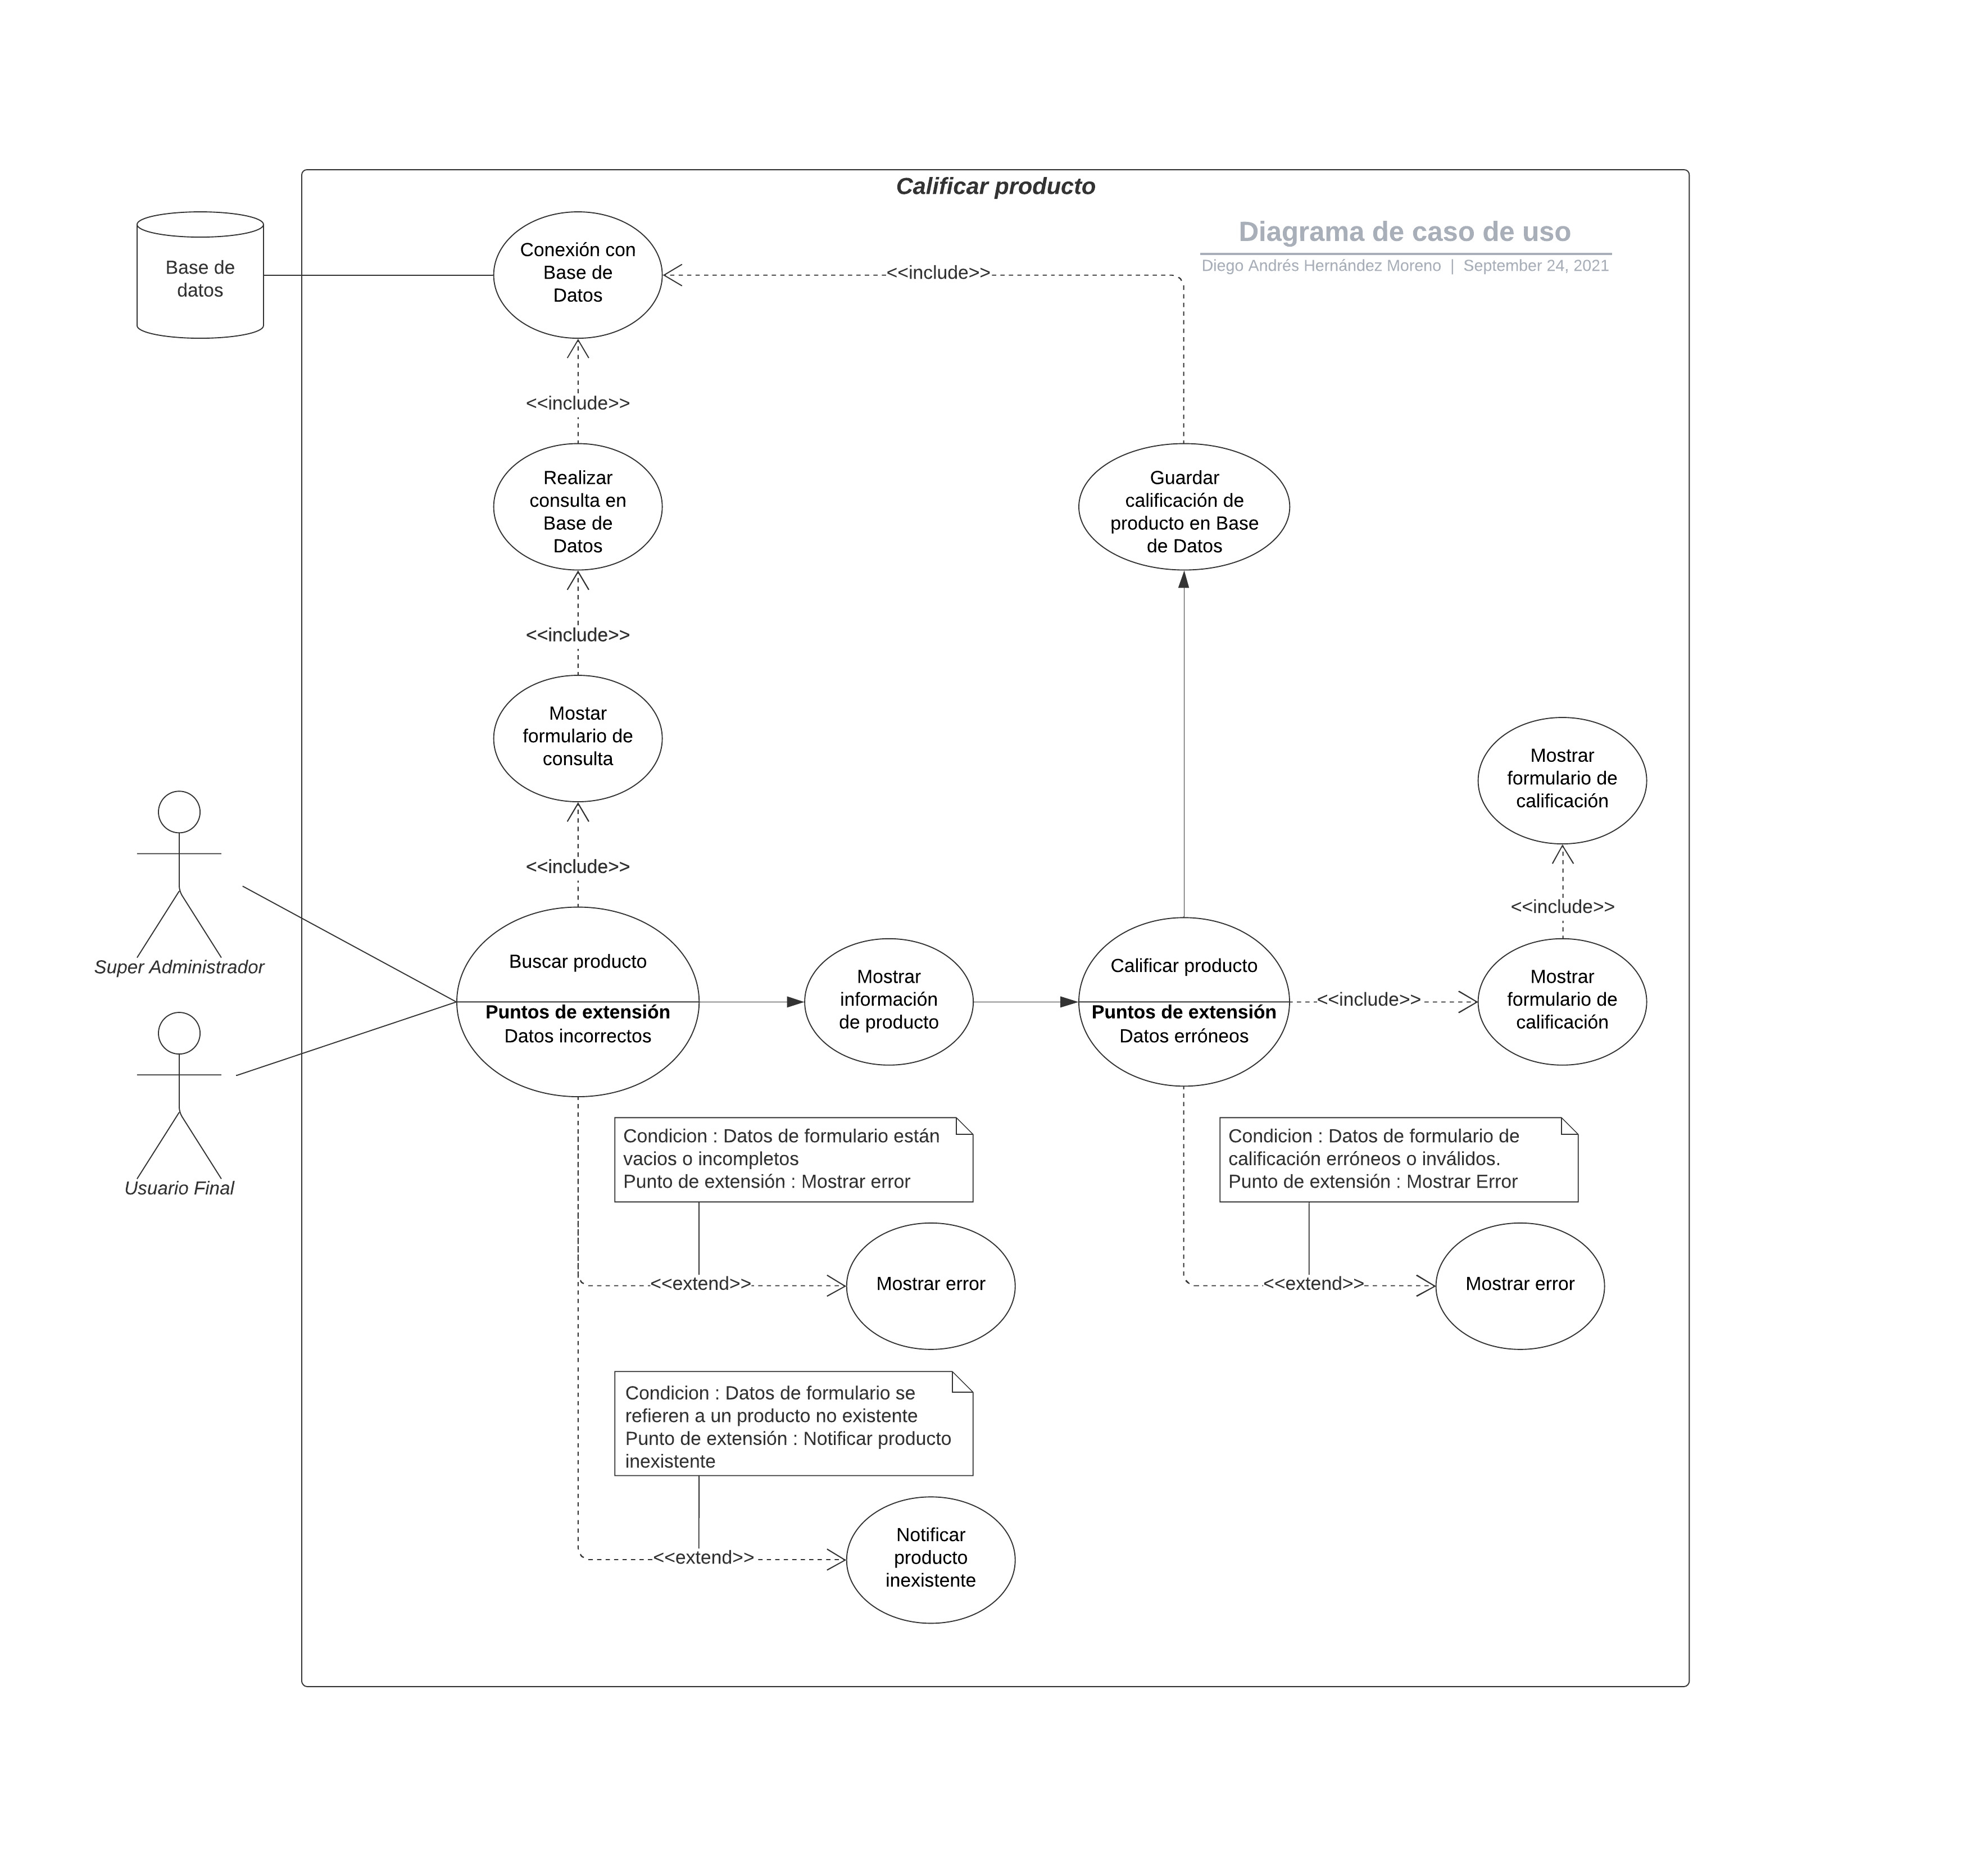 Calificar producto
Diagrama de caso de uso
Diego Andrés Hernández Moreno | September 24, 2021
Base de
datos
Conexión con
Base de
Datos
<<include>>
<<include>>
Realizar
consulta en
Base de
Datos
Guardar
calificación de
producto en Base
de Datos
<<include>>
Mostar
formulario de
consulta
Mostrar
formulario de
calificación
<<include>>
<<include>>
Super Administrador
Buscar producto
Puntos de extensión
Datos incorrectos
Mostrar
información
de producto
Calificar producto
Puntos de extensión
Datos erróneos
<<include>>
Mostrar
formulario de
calificación
Usuario Final
Condicion : Datos de formulario están
vacios o incompletos
Punto de extensión : Mostrar error
Condicion : Datos de formulario de
calificación erróneos o inválidos.
Punto de extensión : Mostrar Error
<<extend>>
Mostrar error
<<extend>>
Mostrar error
Condicion : Datos de formulario se
refieren a un producto no existente
Punto de extensión : Notificar producto
inexistente
<<extend>>
Notificar
producto
inexistente